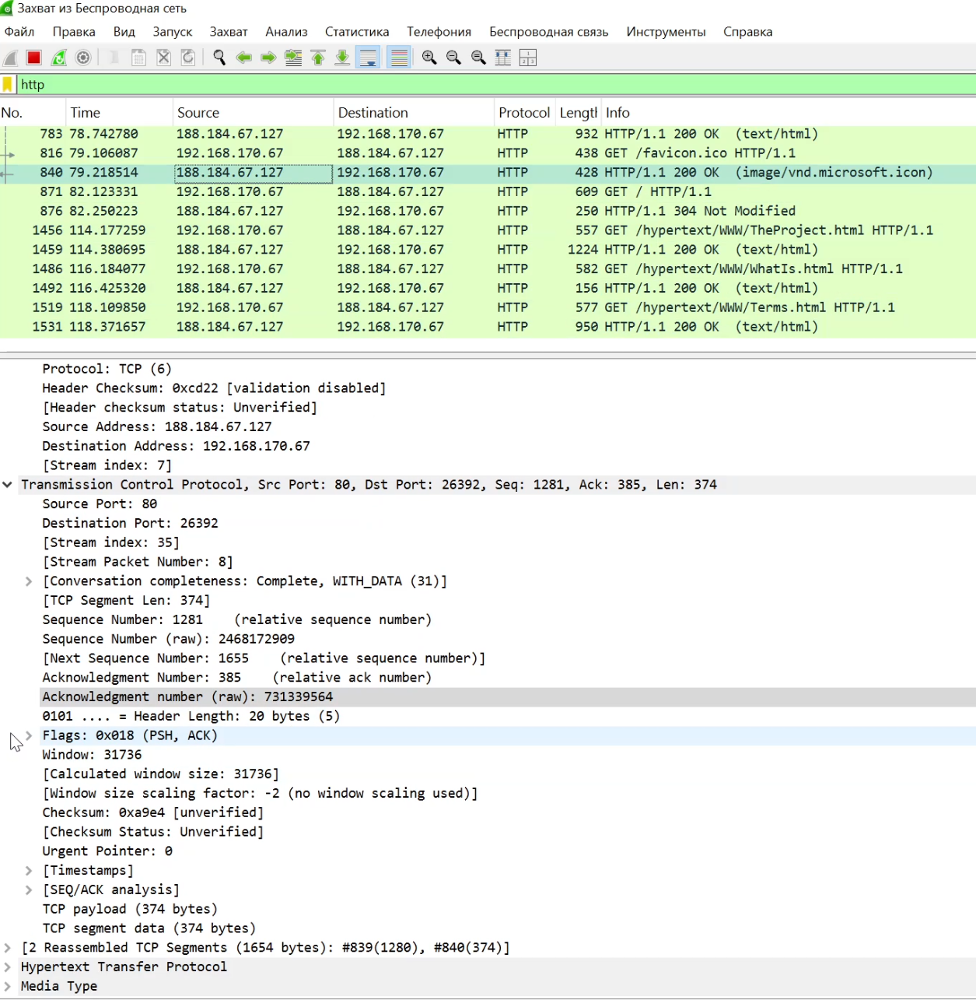 Захват из Беспроводная сеть
Файл Правка Вид Запуск Захват Анализ Статистика Телефония Беспроводная связь Инструменты Справка
http
No. Time Source Destination Protocol Length Info
783 78.742780 188.184.67.127 192.168.170.67 HTTP 932 HTTP/1.1 200 OK (text/html)
816 79.106087 192.168.170.67 188.184.67.127 HTTP 438 GET /favicon.ico HTTP/1.1
840 79.218514 188.184.67.127 192.168.170.67 HTTP 428 HTTP/1.1 200 OK (image/vnd.microsoft.icon)
871 82.123331 192.168.170.67 188.184.67.127 HTTP 609 GET / HTTP/1.1
876 82.250223 188.184.67.127 192.168.170.67 HTTP 250 HTTP/1.1 304 Not Modified
1456 114.177259 192.168.170.67 188.184.67.127 HTTP 557 GET /hypertext/WWW/TheProject.html HTTP/1.1
1459 114.380695 188.184.67.127 192.168.170.67 HTTP 1224 HTTP/1.1 200 OK (text/html)
1486 116.184077 192.168.170.67 188.184.67.127 HTTP 582 GET /hypertext/WWW/WhatIs.html HTTP/1.1
1492 116.425320 188.184.67.127 192.168.170.67 HTTP 156 HTTP/1.1 200 OK (text/html)
1519 118.109850 192.168.170.67 188.184.67.127 HTTP 577 GET /hypertext/WWW/Terms.html HTTP/1.1
1531 118.371657 188.184.67.127 192.168.170.67 HTTP 950 HTTP/1.1 200 OK (text/html)
Protocol: TCP (6)
Header Checksum: 0xcd22 [validation disabled]
[Header checksum status: Unverified]
Source Address: 188.184.67.127
Destination Address: 192.168.170.67
[Stream index: 7]
Transmission Control Protocol, Src Port: 80, Dst Port: 26392, Seq: 1281, Ack: 385, Len: 374
Source Port: 80
Destination Port: 26392
[Stream index: 35]
[Stream Packet Number: 8]
[Conversation completeness: Complete, WITH_DATA (31)]
[TCP Segment Len: 374]
Sequence Number: 1281 (relative sequence number)
Sequence Number (raw): 2468172909
[Next Sequence Number: 1655 (relative sequence number)]
Acknowledgment Number: 385 (relative ack number)
Acknowledgment number (raw): 731339564
0101 .... = Header Length: 20 bytes (5)
Flags: 0x018 (PSH, ACK)
Window: 31736
[Calculated window size: 31736]
[Window size scaling factor: -2 (no window scaling used)]
Checksum: 0xa9e4 [unverified]
[Checksum Status: Unverified]
Urgent Pointer: 0
[Timestamps]
[SEQ/ACK analysis]
TCP payload (374 bytes)
TCP segment data (374 bytes)
[2 Reassembled TCP Segments (1654 bytes): #839(1280), #840(374)]
Hypertext Transfer Protocol
Media Type